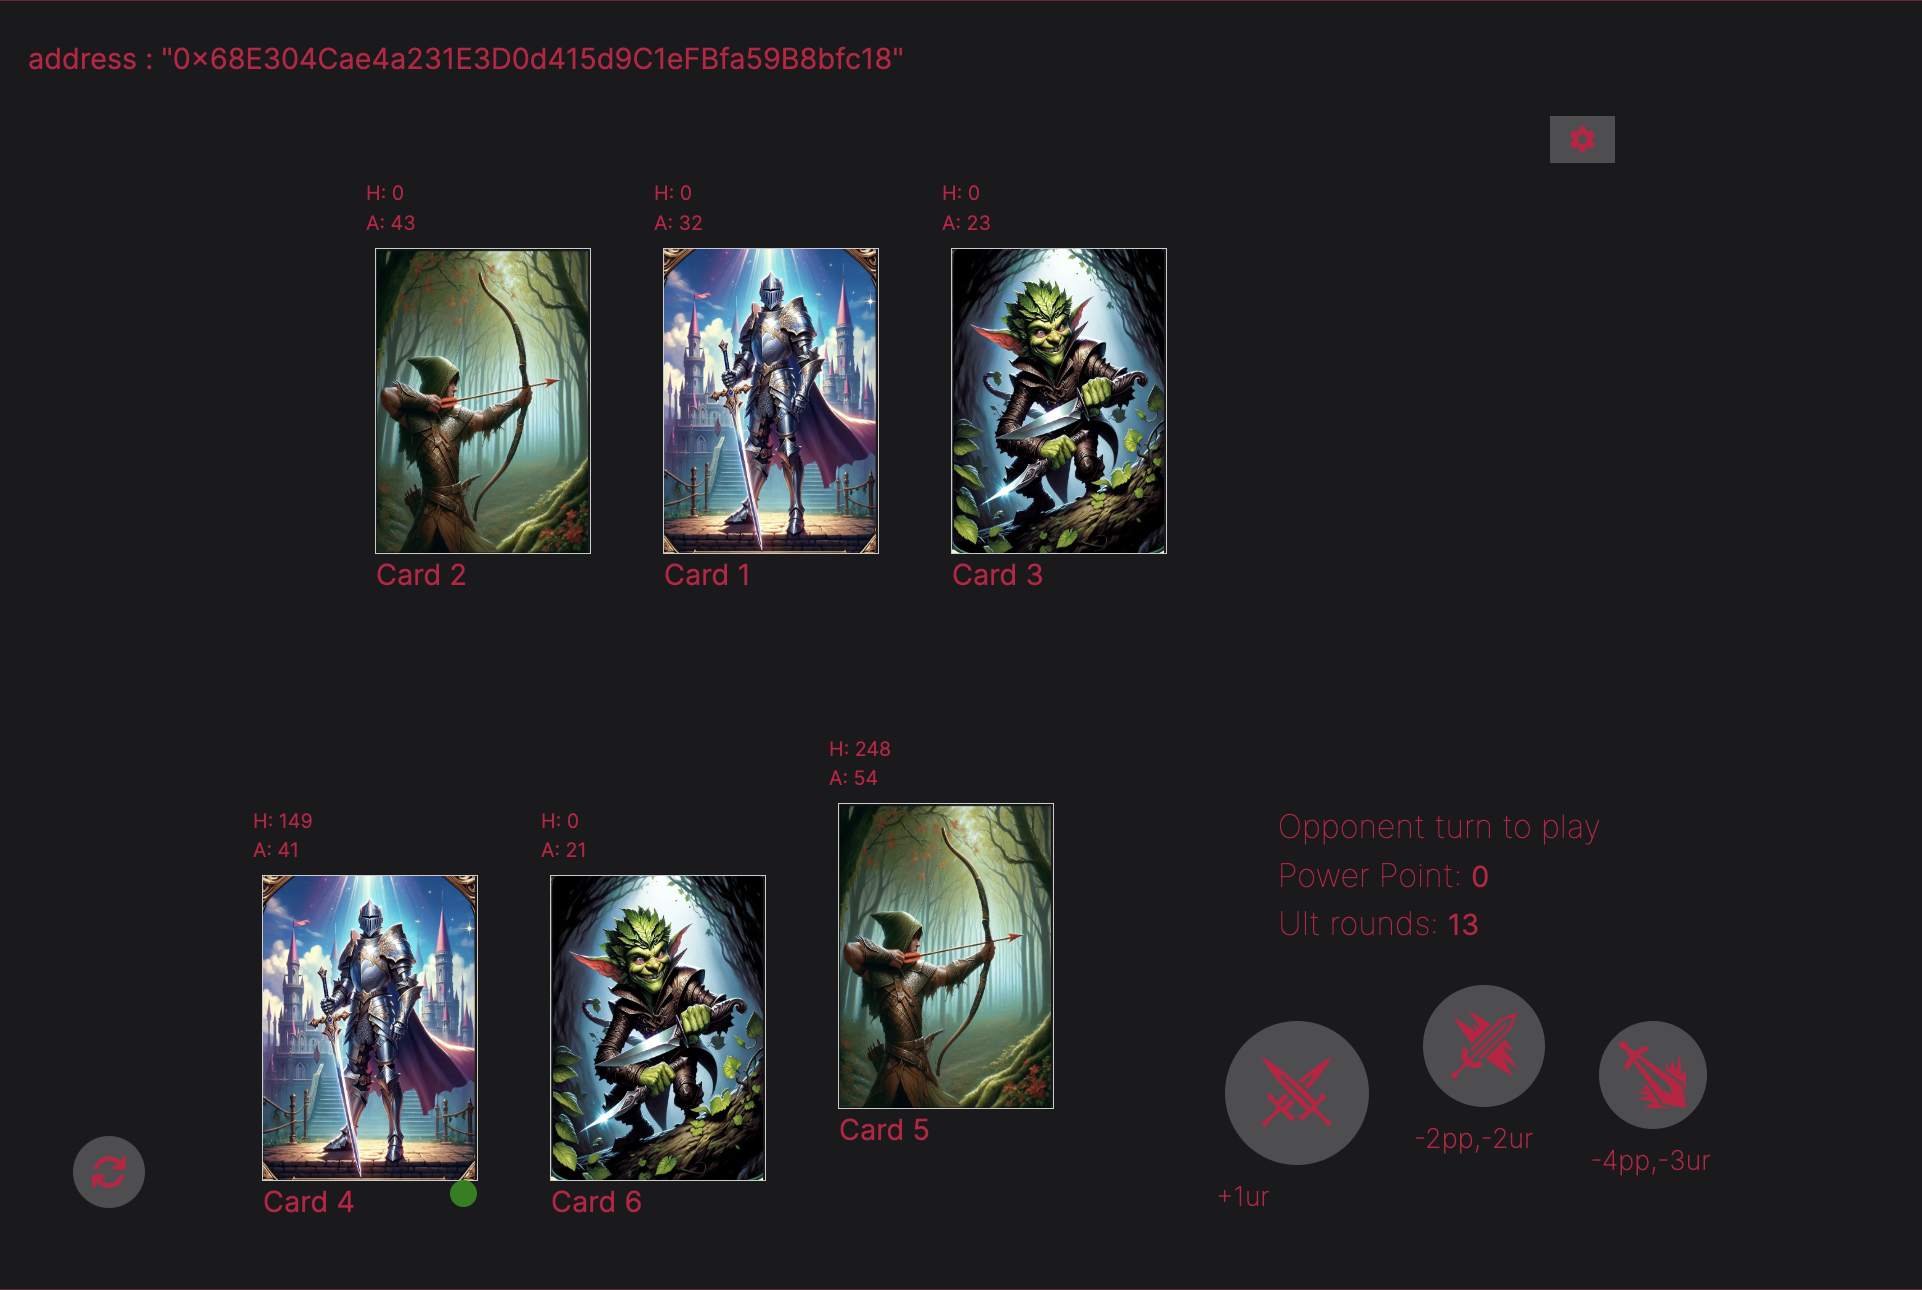 address : "0x68E304Cae4a231E3D0d415d9C1eFBfa59B8bfc18"
H: 0
A: 43
H: 0
A: 32
H: 0
A: 23
Card 2
Card 1
Card 3
H: 149
A: 41
H: 0
A: 21
H: 248
A: 54
Card 4
Card 6
Card 5
Opponent turn to play
Power Point: 0
Ult rounds: 13
+1ur
-2pp,-2ur
-4pp,-3ur